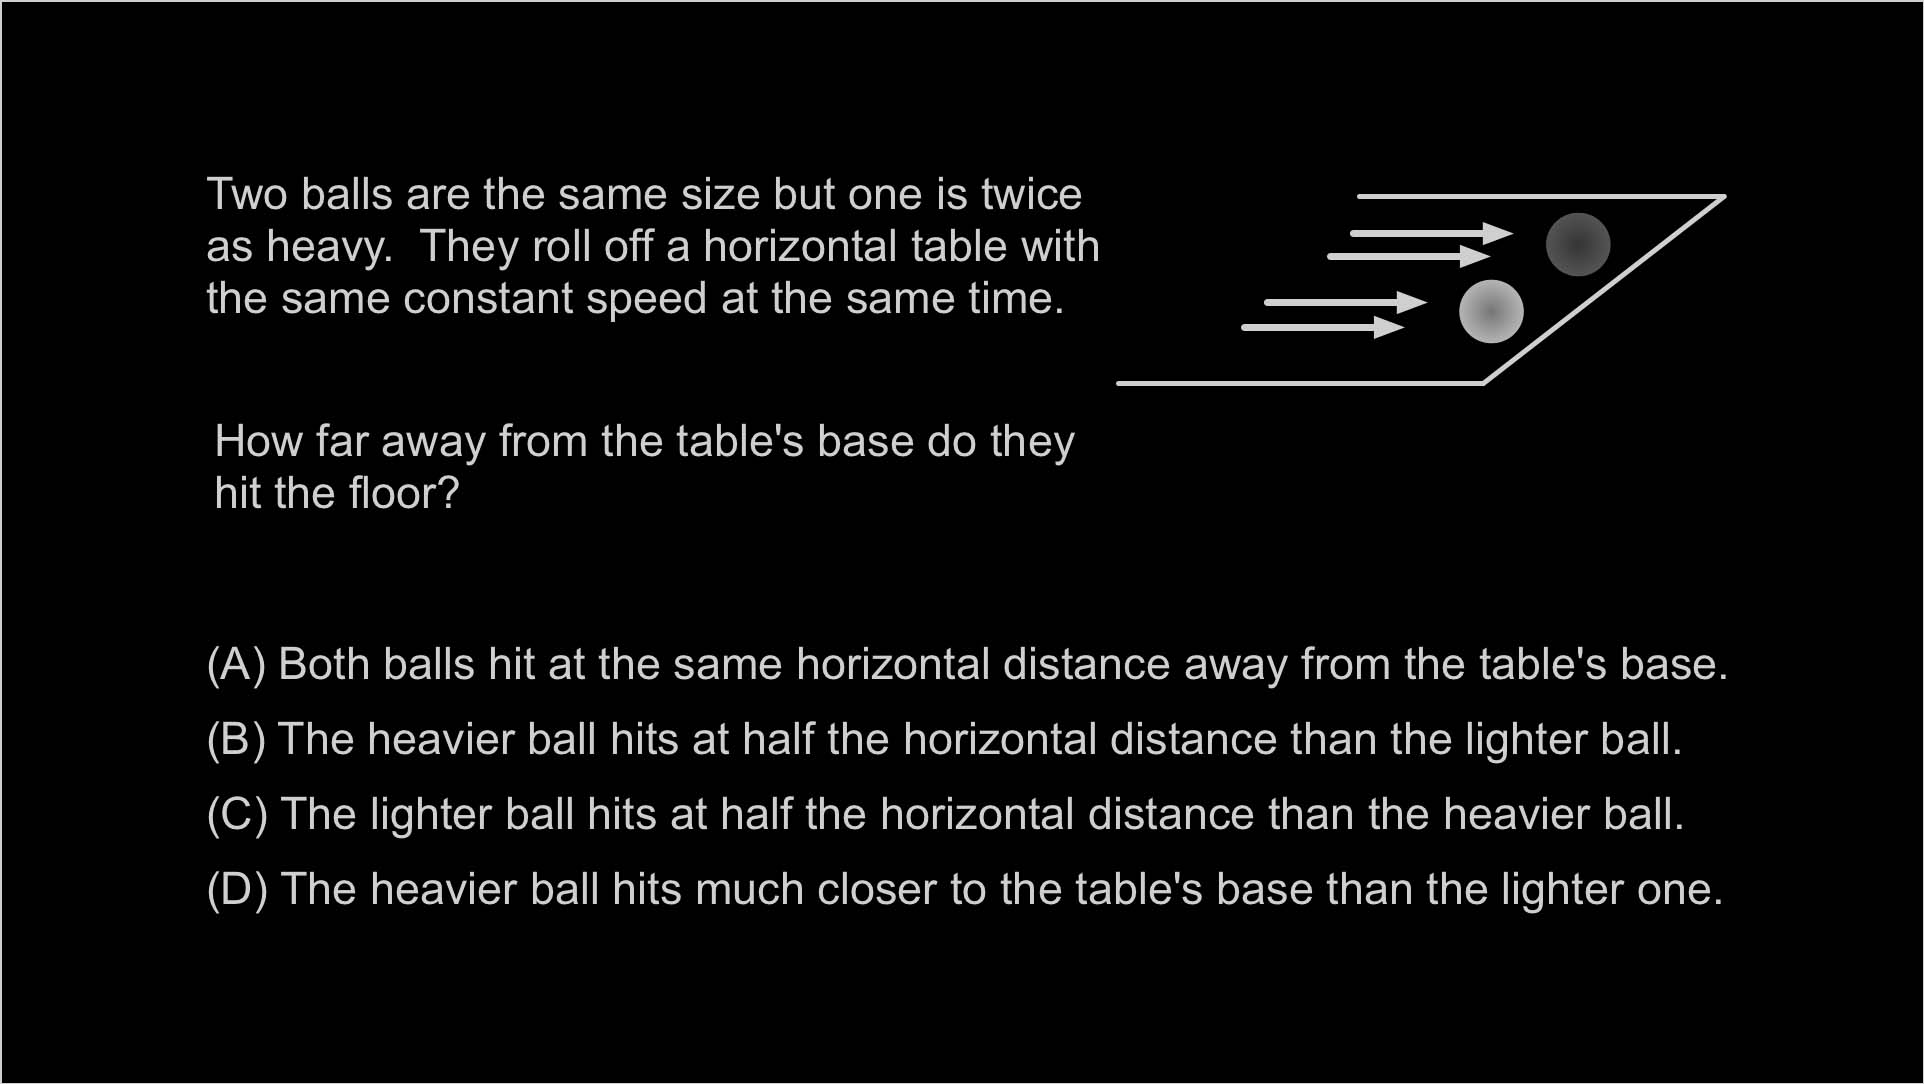 Two balls are the same size but one is twice
as heavy.  They roll off a horizontal table with
the same constant speed at the same time.
How far away from the table's base do they
hit the floor?
(A) Both balls hit at the same horizontal distance away from the table's base.
(B) The heavier ball hits at half the horizontal distance than the lighter ball.
(C) The lighter ball hits at half the horizontal distance than the heavier ball.
(D) The heavier ball hits much closer to the table's base than the lighter one.